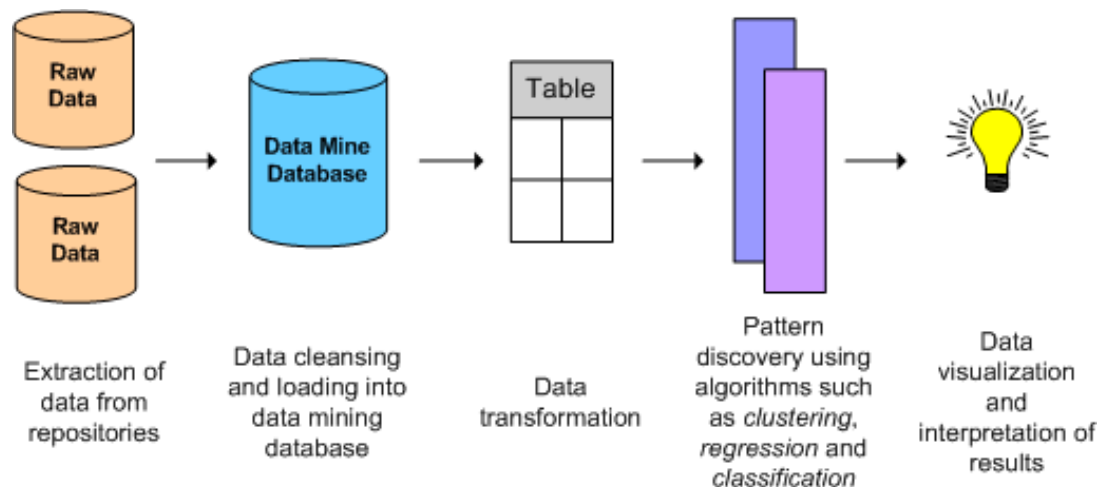 Raw
Data
Raw
Data
Data Mine
Database
Table
Extraction of
data from
repositories
Data cleansing
and loading into
data mining
database
Data
transformation
Pattern
discovery using
algorithms such
as clustering,
regression and
classification
Data
visualization
and
interpretation of
results